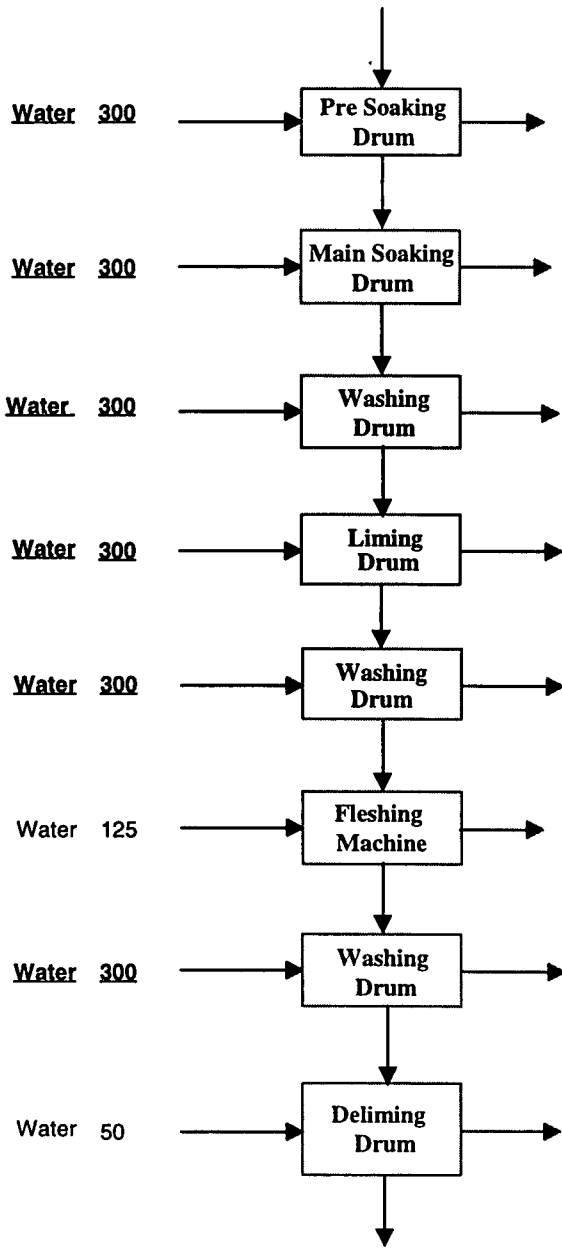 Water 300
Pre Soaking
Drum
Water 300
Main Soaking
Drum
Water 300
Washing
Drum
Water 300
Liming
Drum
Water 300
Washing
Drum
Water 125
Fleshing
Machine
Water 300
Washing
Drum
Water 50
Deliming
Drum